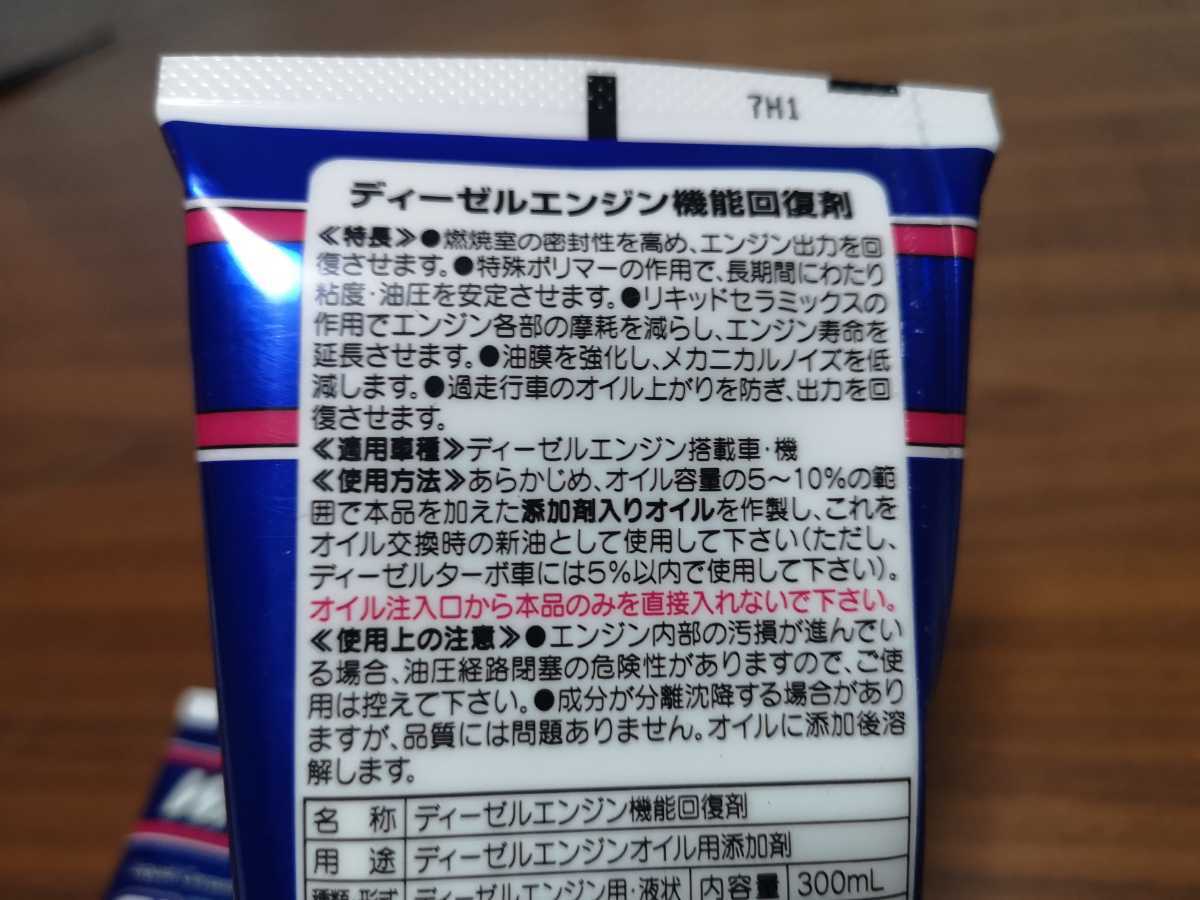 7H1
ディーゼルエンジン機能回復剤
≪特長≫●燃焼室の密封性を高め、エンジン出力を回
復させます。●特殊ポリマーの作用で、長期間にわたり
粘度・油圧を安定させます。●リキッドセラミックスの
作用でエンジン各部の摩耗を減らし、エンジン寿命を
延長させます。●油膜を強化し、メカニカルノイズを低
減します。●過走行車のオイル上がりを防ぎ、出力を回
復させます。
≪適用車種≫ディーゼルエンジン搭載車・機
≪使用方法≫あらかじめ、オイル容量の5～10%の範
囲で本品を加えた添加剤入りオイルを作製し、これを
オイル交換時の新油として使用して下さい(ただし、
ディーゼルターボ車には5%以内で使用して下さい)。
オイル注入口から本品のみを直接入れないで下さい。
≪使用上の注意≫●エンジン内部の汚損が進んでい
る場合、油圧経路閉塞の危険性がありますので、ご使
用は控えて下さい。●成分が分離沈降する場合があり
ますが、品質には問題ありません。オイルに添加後溶
解します。
名 称 ディーゼルエンジン機能回復剤
用 途 ディーゼルエンジンオイル用添加剤
種類・形式 ディーゼルエンジン用・液状 内容量 300mL